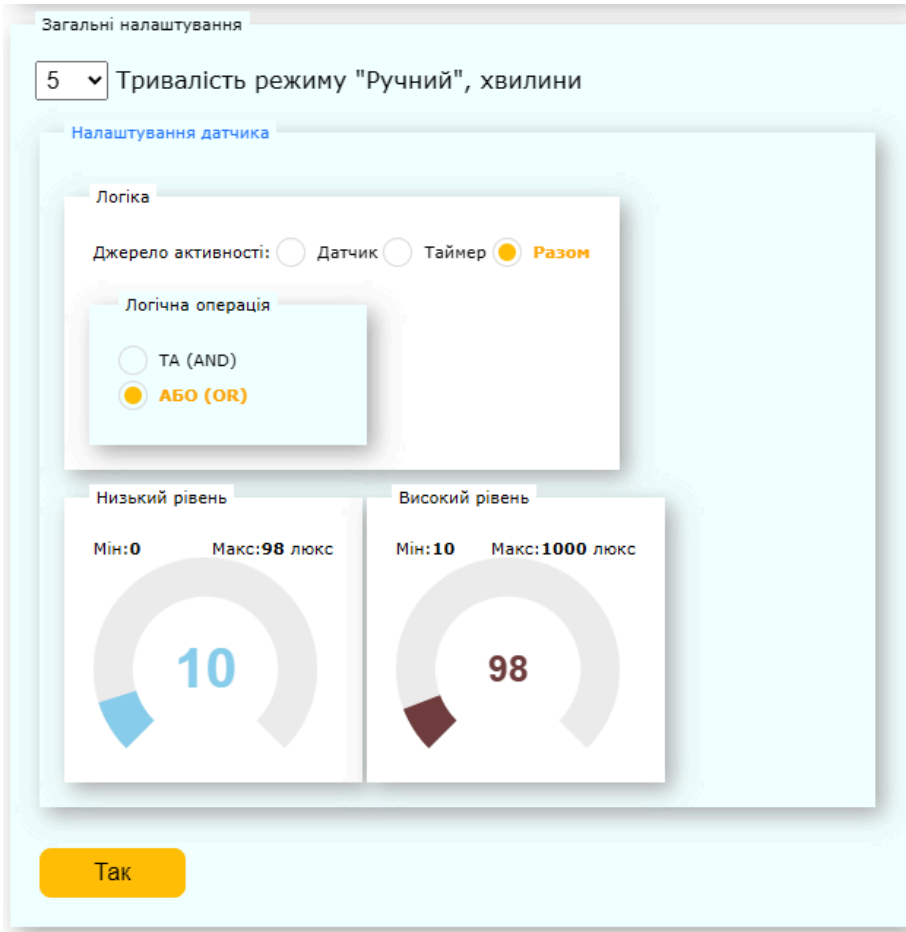 Загальні налаштування
5 Тривалість режиму "Ручний", хвилини
Налаштування датчика
Логіка
Джерело активності: Датчик Таймер Разом
Логічна операція
ТА (AND)
АБО (OR)
Низький рівень
Мін:0 Макс:98 люкс
10
Високий рівень
Мін:10 Макс:1000 люкс
98
Так